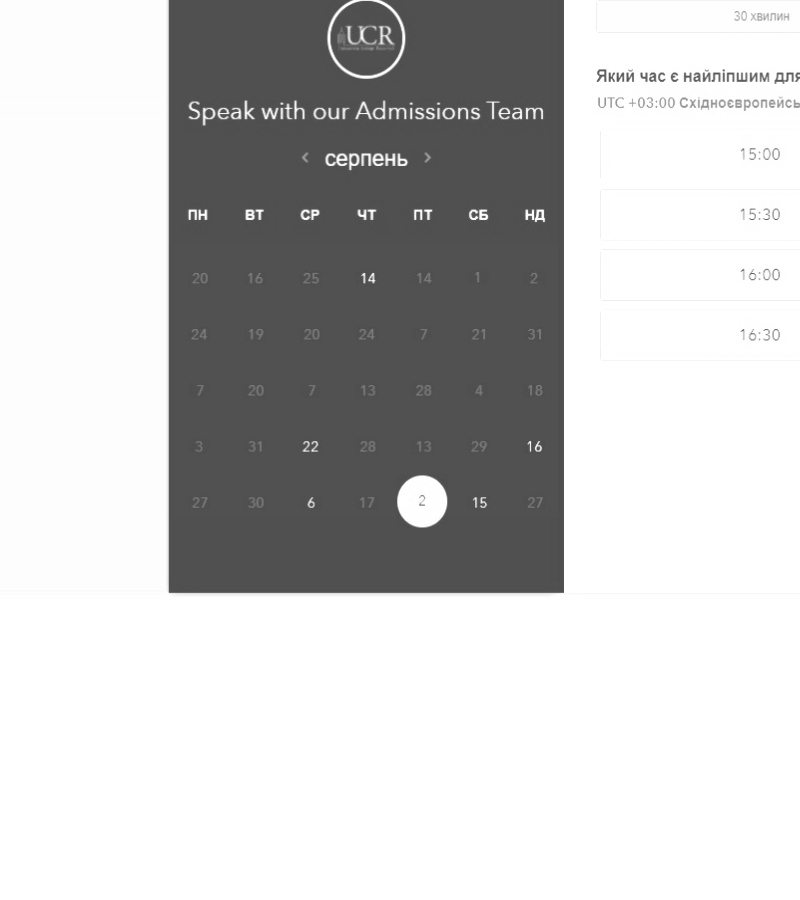 UCR
Speak with our Admissions Team
< серпень >
ПН ВТ СР ЧТ ПТ СБ НД
20 16 25 14 14 1 2
24 19 20 24 7 21 31
7 20 7 13 28 4 18
3 31 22 28 13 29 16
27 30 6 17 2 15 27
30 хвилин
Який час є найліпшим для
UTC +03:00 Східноєвропейсь
15:00
15:30
16:00
16:30